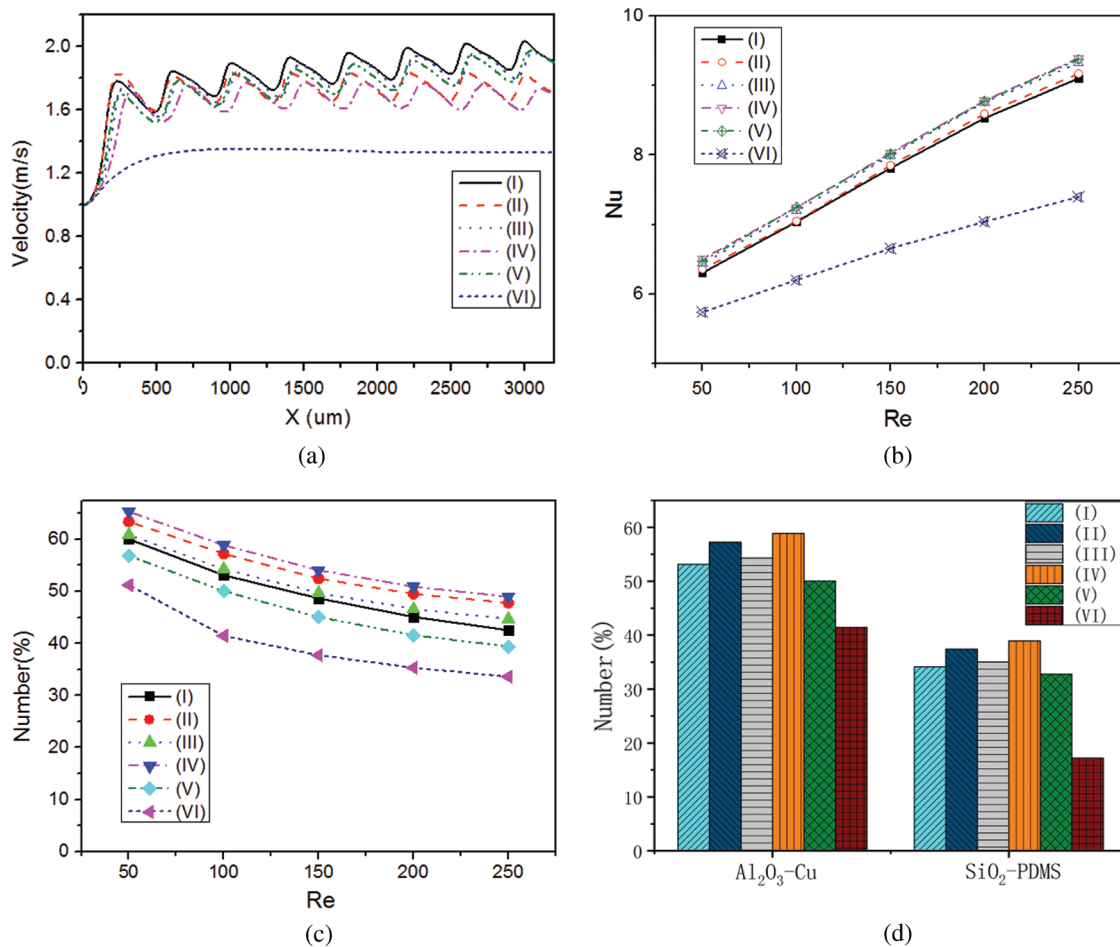 2.0
1.6
1.2
0.8
0.4
0.0
Velocity(m/s)
(I)
(II)
(III)
(IV)
(V)
(VI)
0 500 1000 1500 2000 2500 3000
X (um)
(a)
10
8
6
Nu
(I)
(II)
(III)
(IV)
(V)
(VI)
50 100 150 200 250
Re
(b)
60
50
40
30
20
10
0
Number(%)
(I)
(II)
(III)
(IV)
(V)
(VI)
50 100 150 200 250
Re
(c)
60
50
40
30
20
10
0
Number(%)
(I)
(II)
(III)
(IV)
(V)
(VI)
Al₂O₃-Cu SiO₂-PDMS
(d)